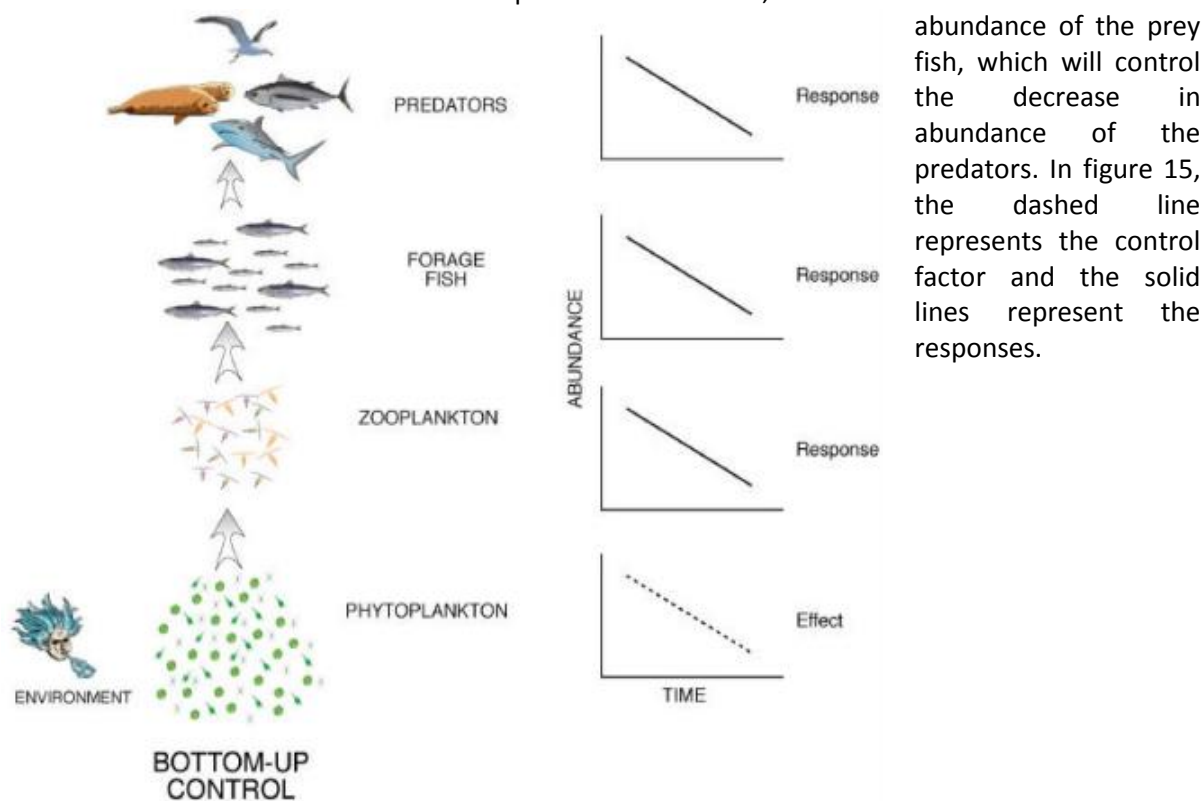 abundance of the prey
fish, which will control
the decrease in
abundance of the
predators. In figure 15,
the dashed line
represents the control
factor and the solid
lines represent the
responses.
PREDATORS
Response
FORAGE
FISH
Response
ABUNDANCE
ZOOPLANKTON
Response
PHYTOPLANKTON
Effect
ENVIRONMENT
TIME
BOTTOM-UP
CONTROL